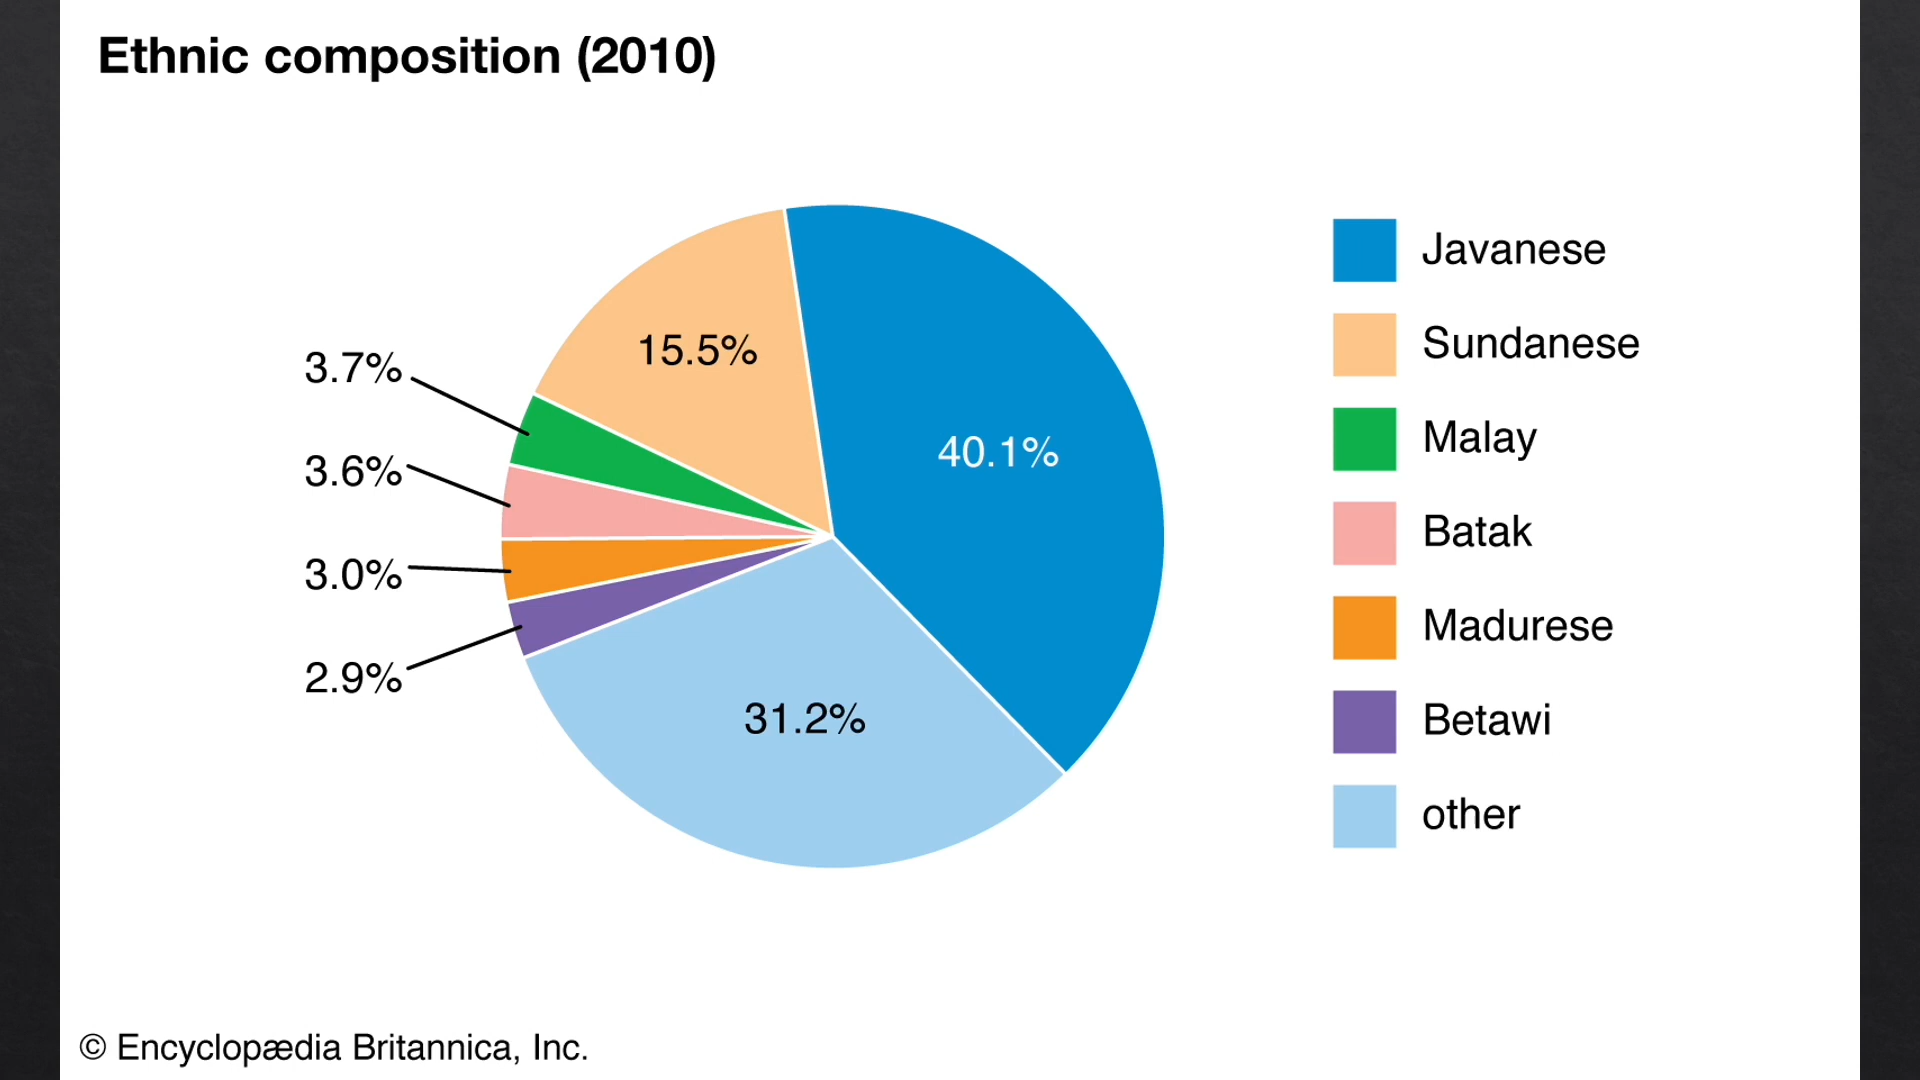 Ethnic composition (2010)
15.5%
40.1%
3.7%
3.6%
3.0%
2.9%
31.2%
Javanese
Sundanese
Malay
Batak
Madurese
Betawi
other
© Encyclopædia Britannica, Inc.